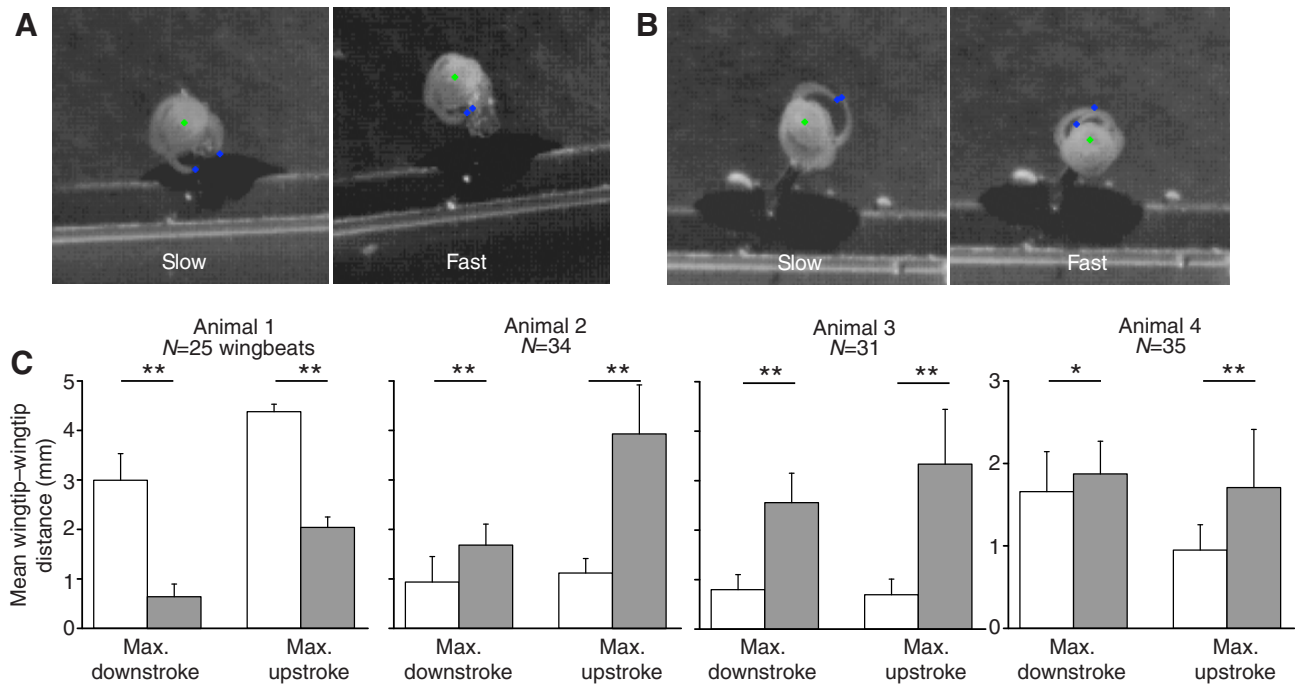 A
B
Slow
Fast
Slow
Fast
C
Animal 1
N=25 wingbeats
Animal 2
N=34
Animal 3
N=31
Animal 4
N=35
Mean wingtip–wingtip
distance (mm)
5
4
3
2
1
0
**
**
Max.
downstroke
Max.
upstroke
**
**
Max.
downstroke
Max.
upstroke
**
**
Max.
downstroke
Max.
upstroke
3
2
1
0
*
**
Max.
downstroke
Max.
upstroke